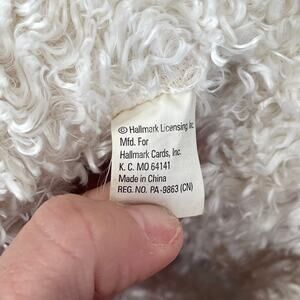 © Hallmark Licensing Inc
Mfd. For
Hallmark Cards, Inc.
K. C. MO 64141
Made in China
REG. NO. PA-9863 (CN)